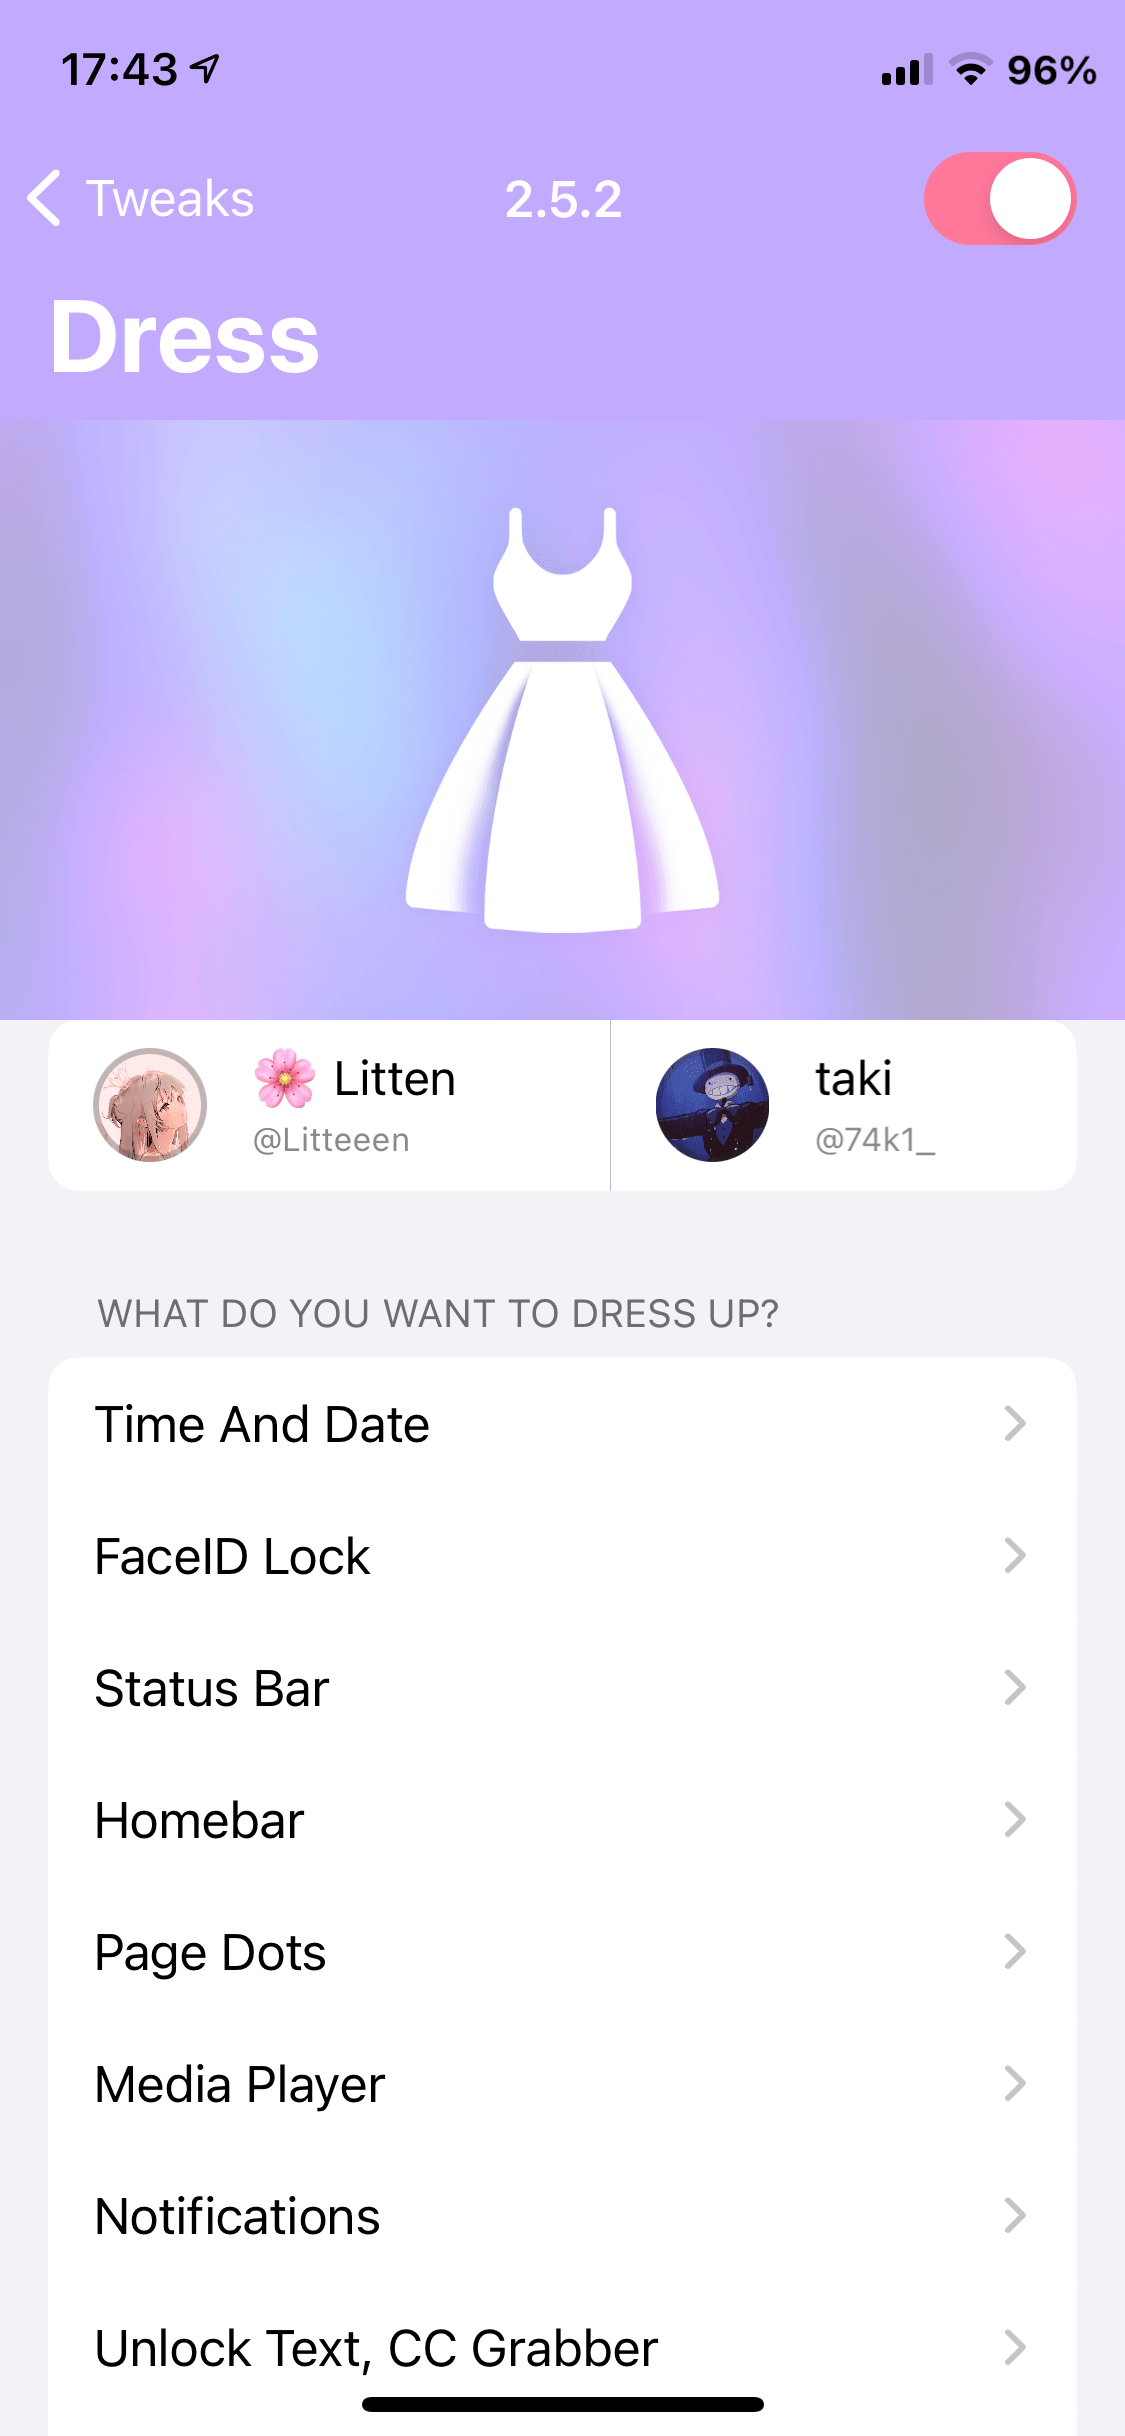 17:43 96%
Tweaks 2.5.2
Dress
🌸 Litten taki
@Litteeen @74k1_
WHAT DO YOU WANT TO DRESS UP?
Time And Date
FaceID Lock
Status Bar
Homebar
Page Dots
Media Player
Notifications
Unlock Text, CC Grabber